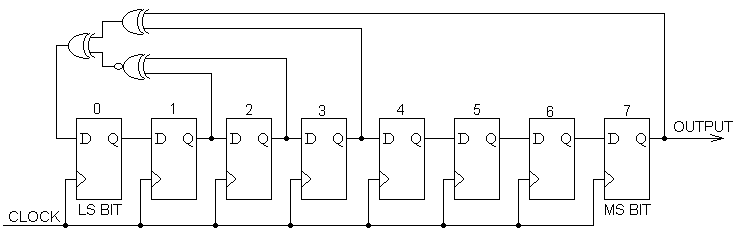 0 1 2 3 4 5 6 7
D Q D Q D Q D Q D Q D Q D Q D Q OUTPUT
LS BIT MS BIT
CLOCK